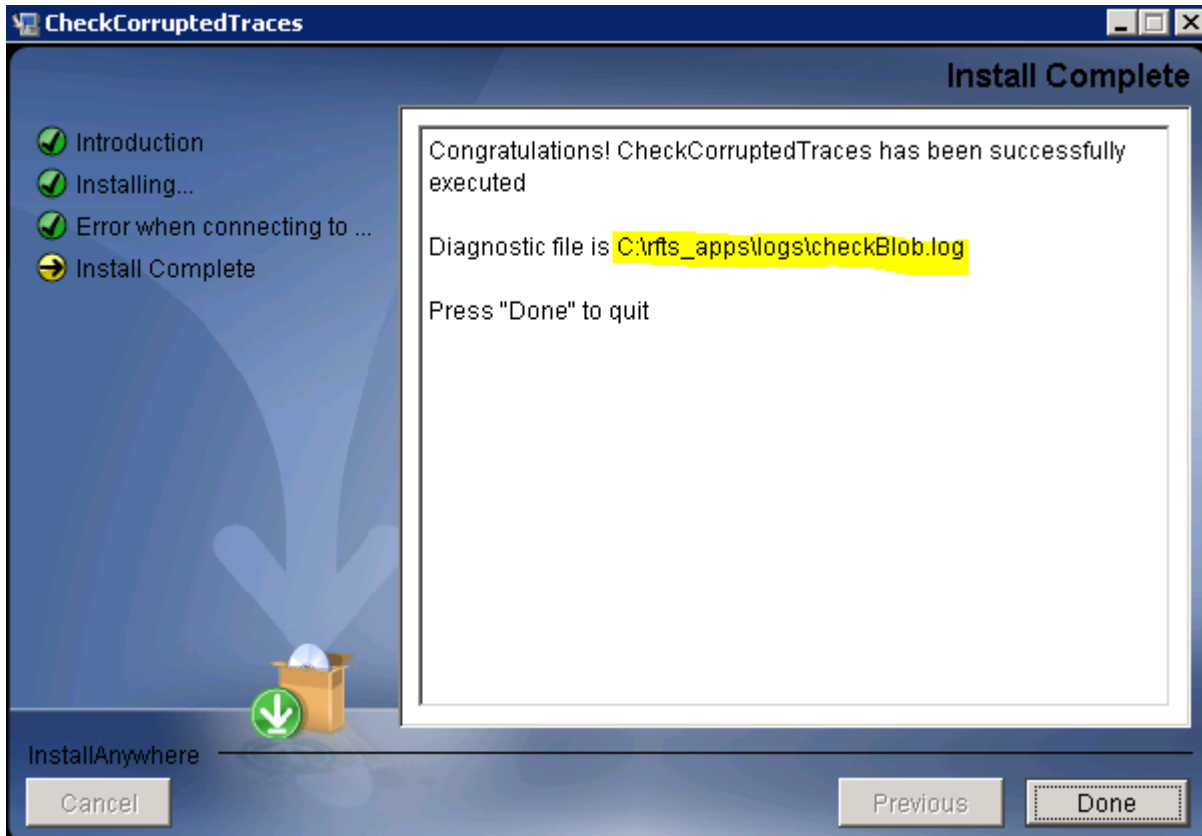 CheckCorruptedTraces
Install Complete
Introduction
Installing...
Error when connecting to ...
Install Complete
Congratulations! CheckCorruptedTraces has been successfully
executed
Diagnostic file is C:\rfts_apps\logs\checkBlob.log
Press "Done" to quit
InstallAnywhere
Cancel
Previous
Done